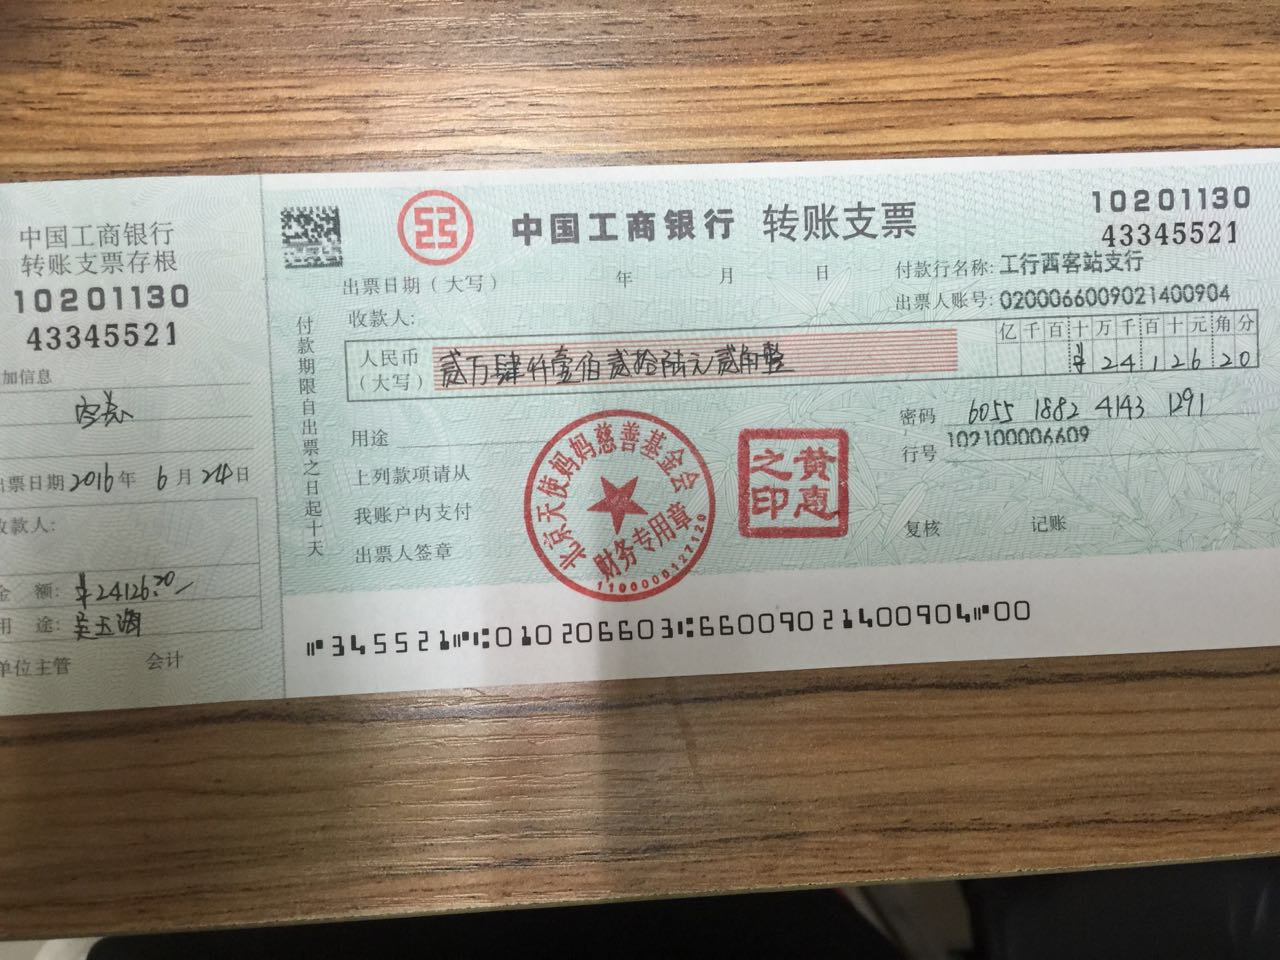 中国工商银行
转账支票存根
10201130
43345521
加信息
出票日期2016年 6月24日
收款人:
金 额: ¥24126.20
用 途: 吴玉海
单位主管 会计
中国工商银行 转账支票
10201130
43345521
出票日期(大写) 年 月 日
付款行名称: 工行西客站支行
收款人:
出票人账号: 0200066009021400904
人民币
(大写)
贰万肆仟壹佰贰拾陆元贰角整
亿千百十万千百十元角分
¥2412620
付款期限自出票之日起十天
用途
密码 6055 1882 4143 1291
行号 102100006609
上列款项请从
我账户内支付
出票人签章
复核 记账
北京天使妈妈慈善基金会
财务专用章
1100000127120
黄惠
之印
⑈345521⑈⑆010206603⑆66009021400904⑈00